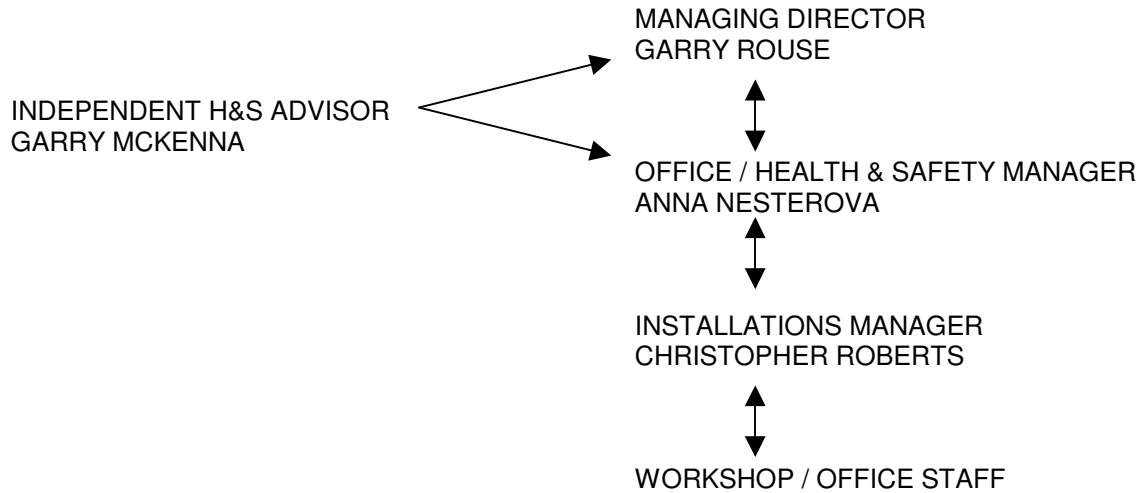 MANAGING DIRECTOR
GARRY ROUSE
INDEPENDENT H&S ADVISOR
GARRY MCKENNA
OFFICE / HEALTH & SAFETY MANAGER
ANNA NESTEROVA
INSTALLATIONS MANAGER
CHRISTOPHER ROBERTS
WORKSHOP / OFFICE STAFF